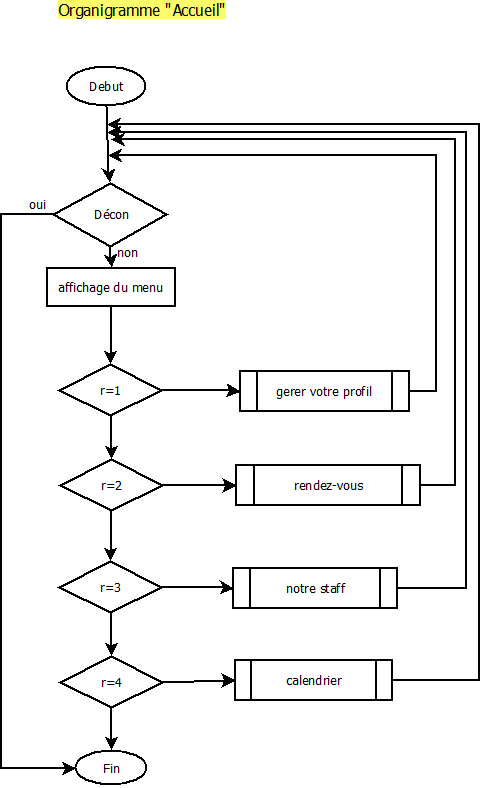 Organigramme "Accueil"
Debut
oui
Décon
non
affichage du menu
r=1
gerer votre profil
r=2
rendez-vous
r=3
notre staff
r=4
calendrier
Fin